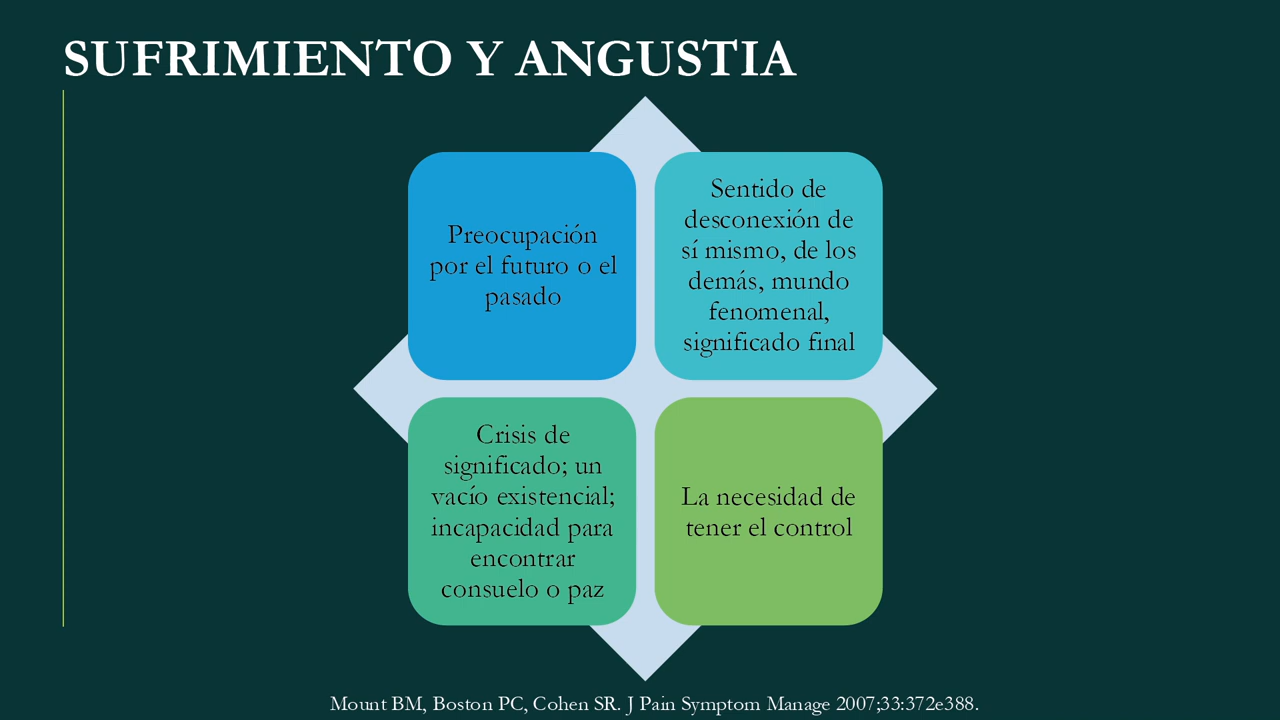 SUFRIMIENTO Y ANGUSTIA
Preocupación
por el futuro o el
pasado
Sentido de
desconexión de
sí mismo, de los
demás, mundo
fenomenal,
significado final
Crisis de
significado; un
vacío existencial;
incapacidad para
encontrar
consuelo o paz
La necesidad de
tener el control
Mount BM, Boston PC, Cohen SR. J Pain Symptom Manage 2007;33:372e388.